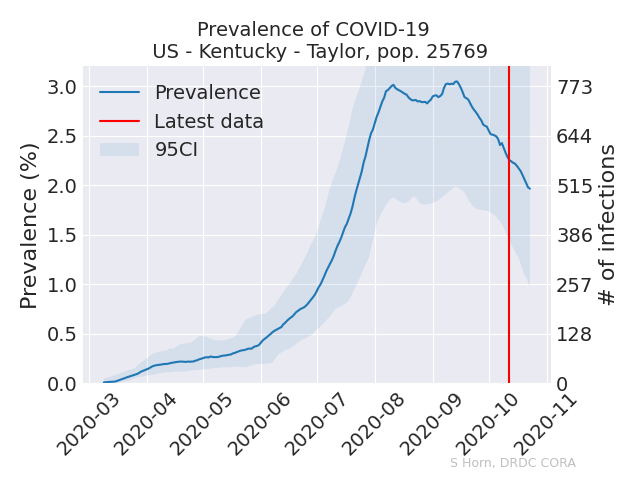 Prevalence of COVID-19
US - Kentucky - Taylor, pop. 25769
Prevalence
Latest data
95CI
Prevalence (%)
3.0
2.5
2.0
1.5
1.0
0.5
0.0
773
644
515
386
257
128
0
# of infections
2020-03
2020-04
2020-05
2020-06
2020-07
2020-08
2020-09
2020-10
2020-11
S Horn, DRDC CORA